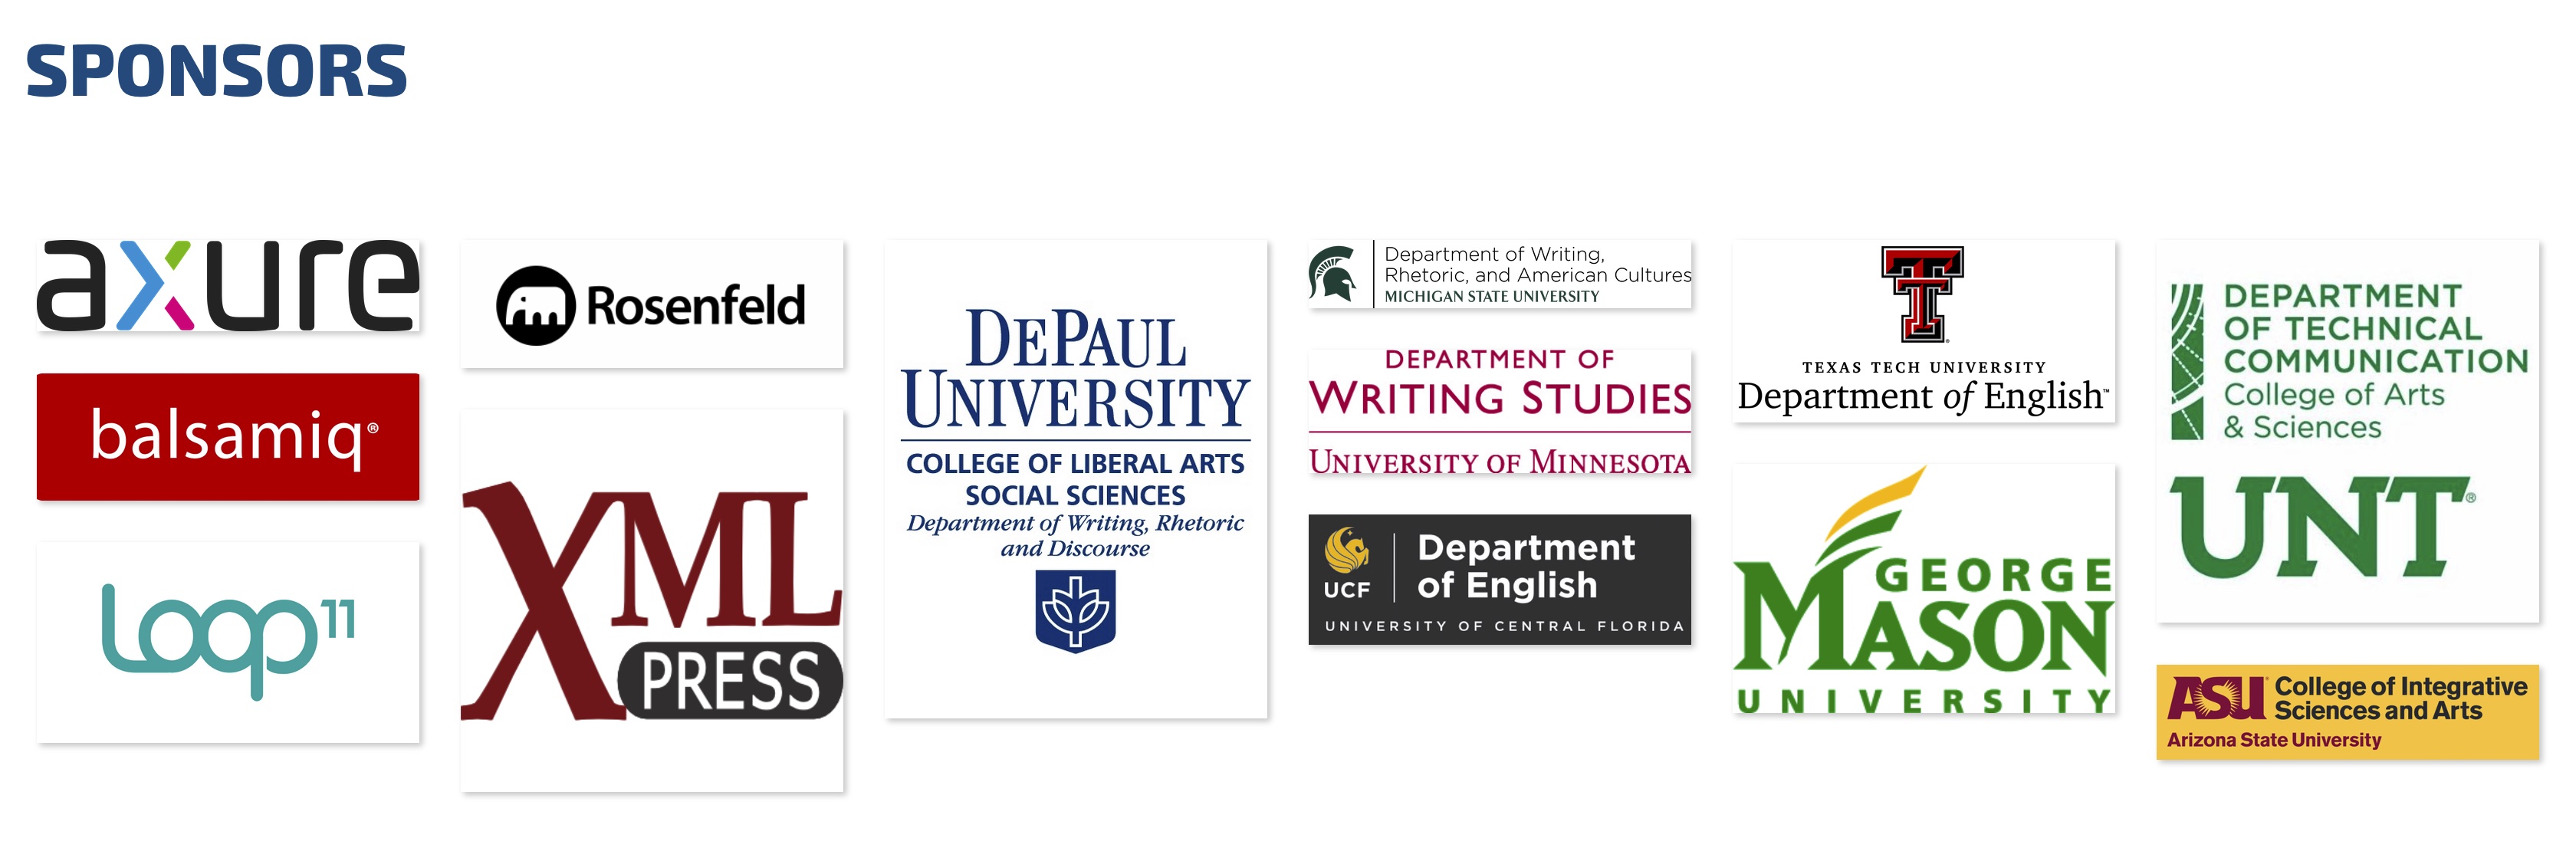 SPONSORS
axure
balsamiq®
Loop11
Rosenfeld
XML
PRESS
DEPAUL
UNIVERSITY
COLLEGE OF LIBERAL ARTS
SOCIAL SCIENCES
Department of Writing, Rhetoric
and Discourse
Department of Writing,
Rhetoric, and American Cultures
MICHIGAN STATE UNIVERSITY
DEPARTMENT OF
WRITING STUDIES
UNIVERSITY OF MINNESOTA
UCF
Department
of English
UNIVERSITY OF CENTRAL FLORIDA
T
TEXAS TECH UNIVERSITY
Department of English™
GEORGE
MASON
UNIVERSITY
DEPARTMENT
OF TECHNICAL
COMMUNICATION
College of Arts
& Sciences
UNT®
ASU College of Integrative
Sciences and Arts
Arizona State University